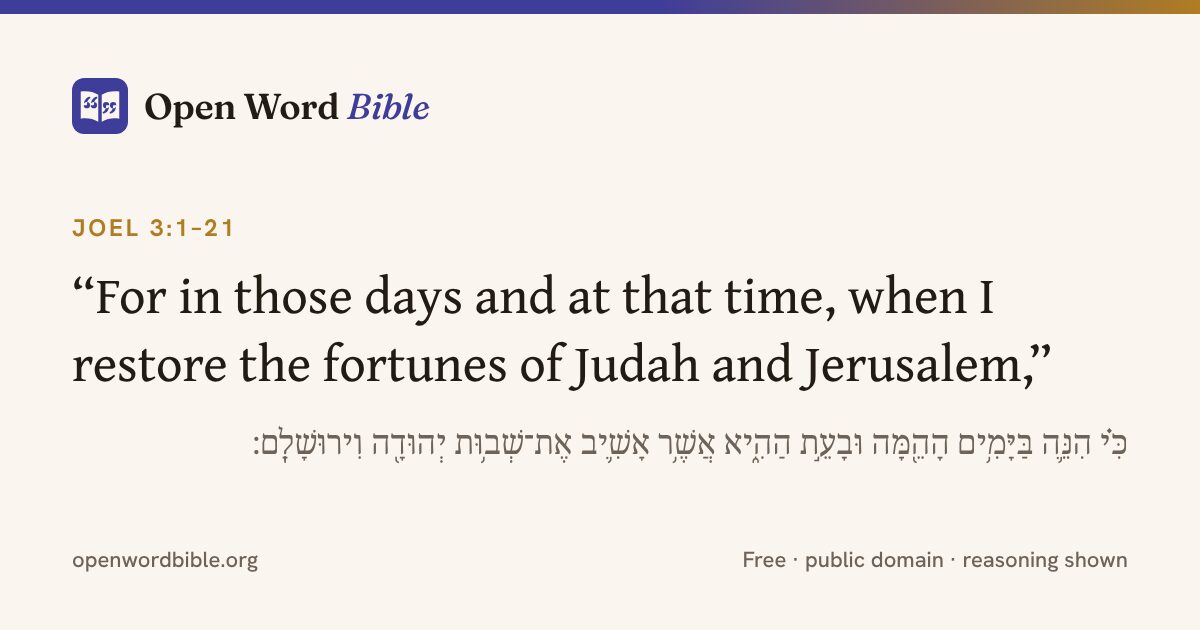 Open Word Bible
JOEL 3:1–21
“For in those days and at that time, when I
restore the fortunes of Judah and Jerusalem,”
כִּ֗י הִנֵּ֛ה בַּיָּמִ֥ים הָהֵ֖מָּה וּבָעֵ֣ת הַהִ֑יא אֲשֶׁ֥ר אָשִׁ֛יב אֶת־שְׁב֥וּת יְהוּדָ֖ה וִירוּשָׁלִָֽם׃
openwordbible.org
Free · public domain · reasoning shown